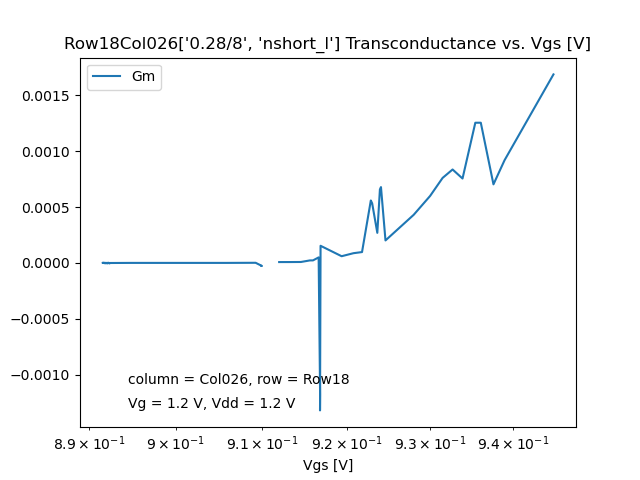 Row18Col026['0.28/8', 'nshort_l'] Transconductance vs. Vgs [V]
Gm
0.0015
0.0010
0.0005
0.0000
−0.0005
−0.0010
column = Col026, row = Row18
Vg = 1.2 V, Vdd = 1.2 V
8.9 × 10⁻¹ 9 × 10⁻¹ 9.1 × 10⁻¹ 9.2 × 10⁻¹ 9.3 × 10⁻¹ 9.4 × 10⁻¹
Vgs [V]